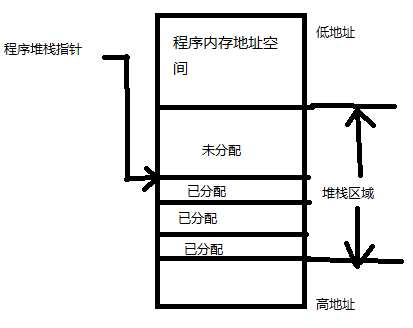 低地址
程序内存地址空
间
程序堆栈指针
未分配
已分配
堆栈区域
已分配
已分配
高地址